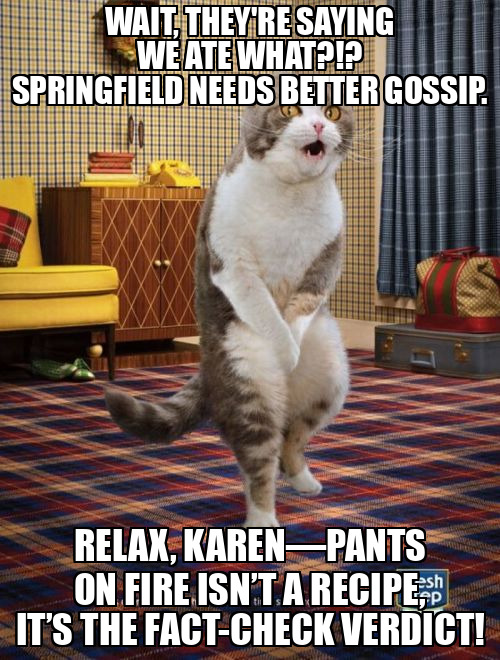 WAIT, THEY'RE SAYING
WE ATE WHAT?!?
SPRINGFIELD NEEDS BETTER GOSSIP.
RELAX, KAREN—PANTS
ON FIRE ISN'T A RECIPE,
IT'S THE FACT-CHECK VERDICT!